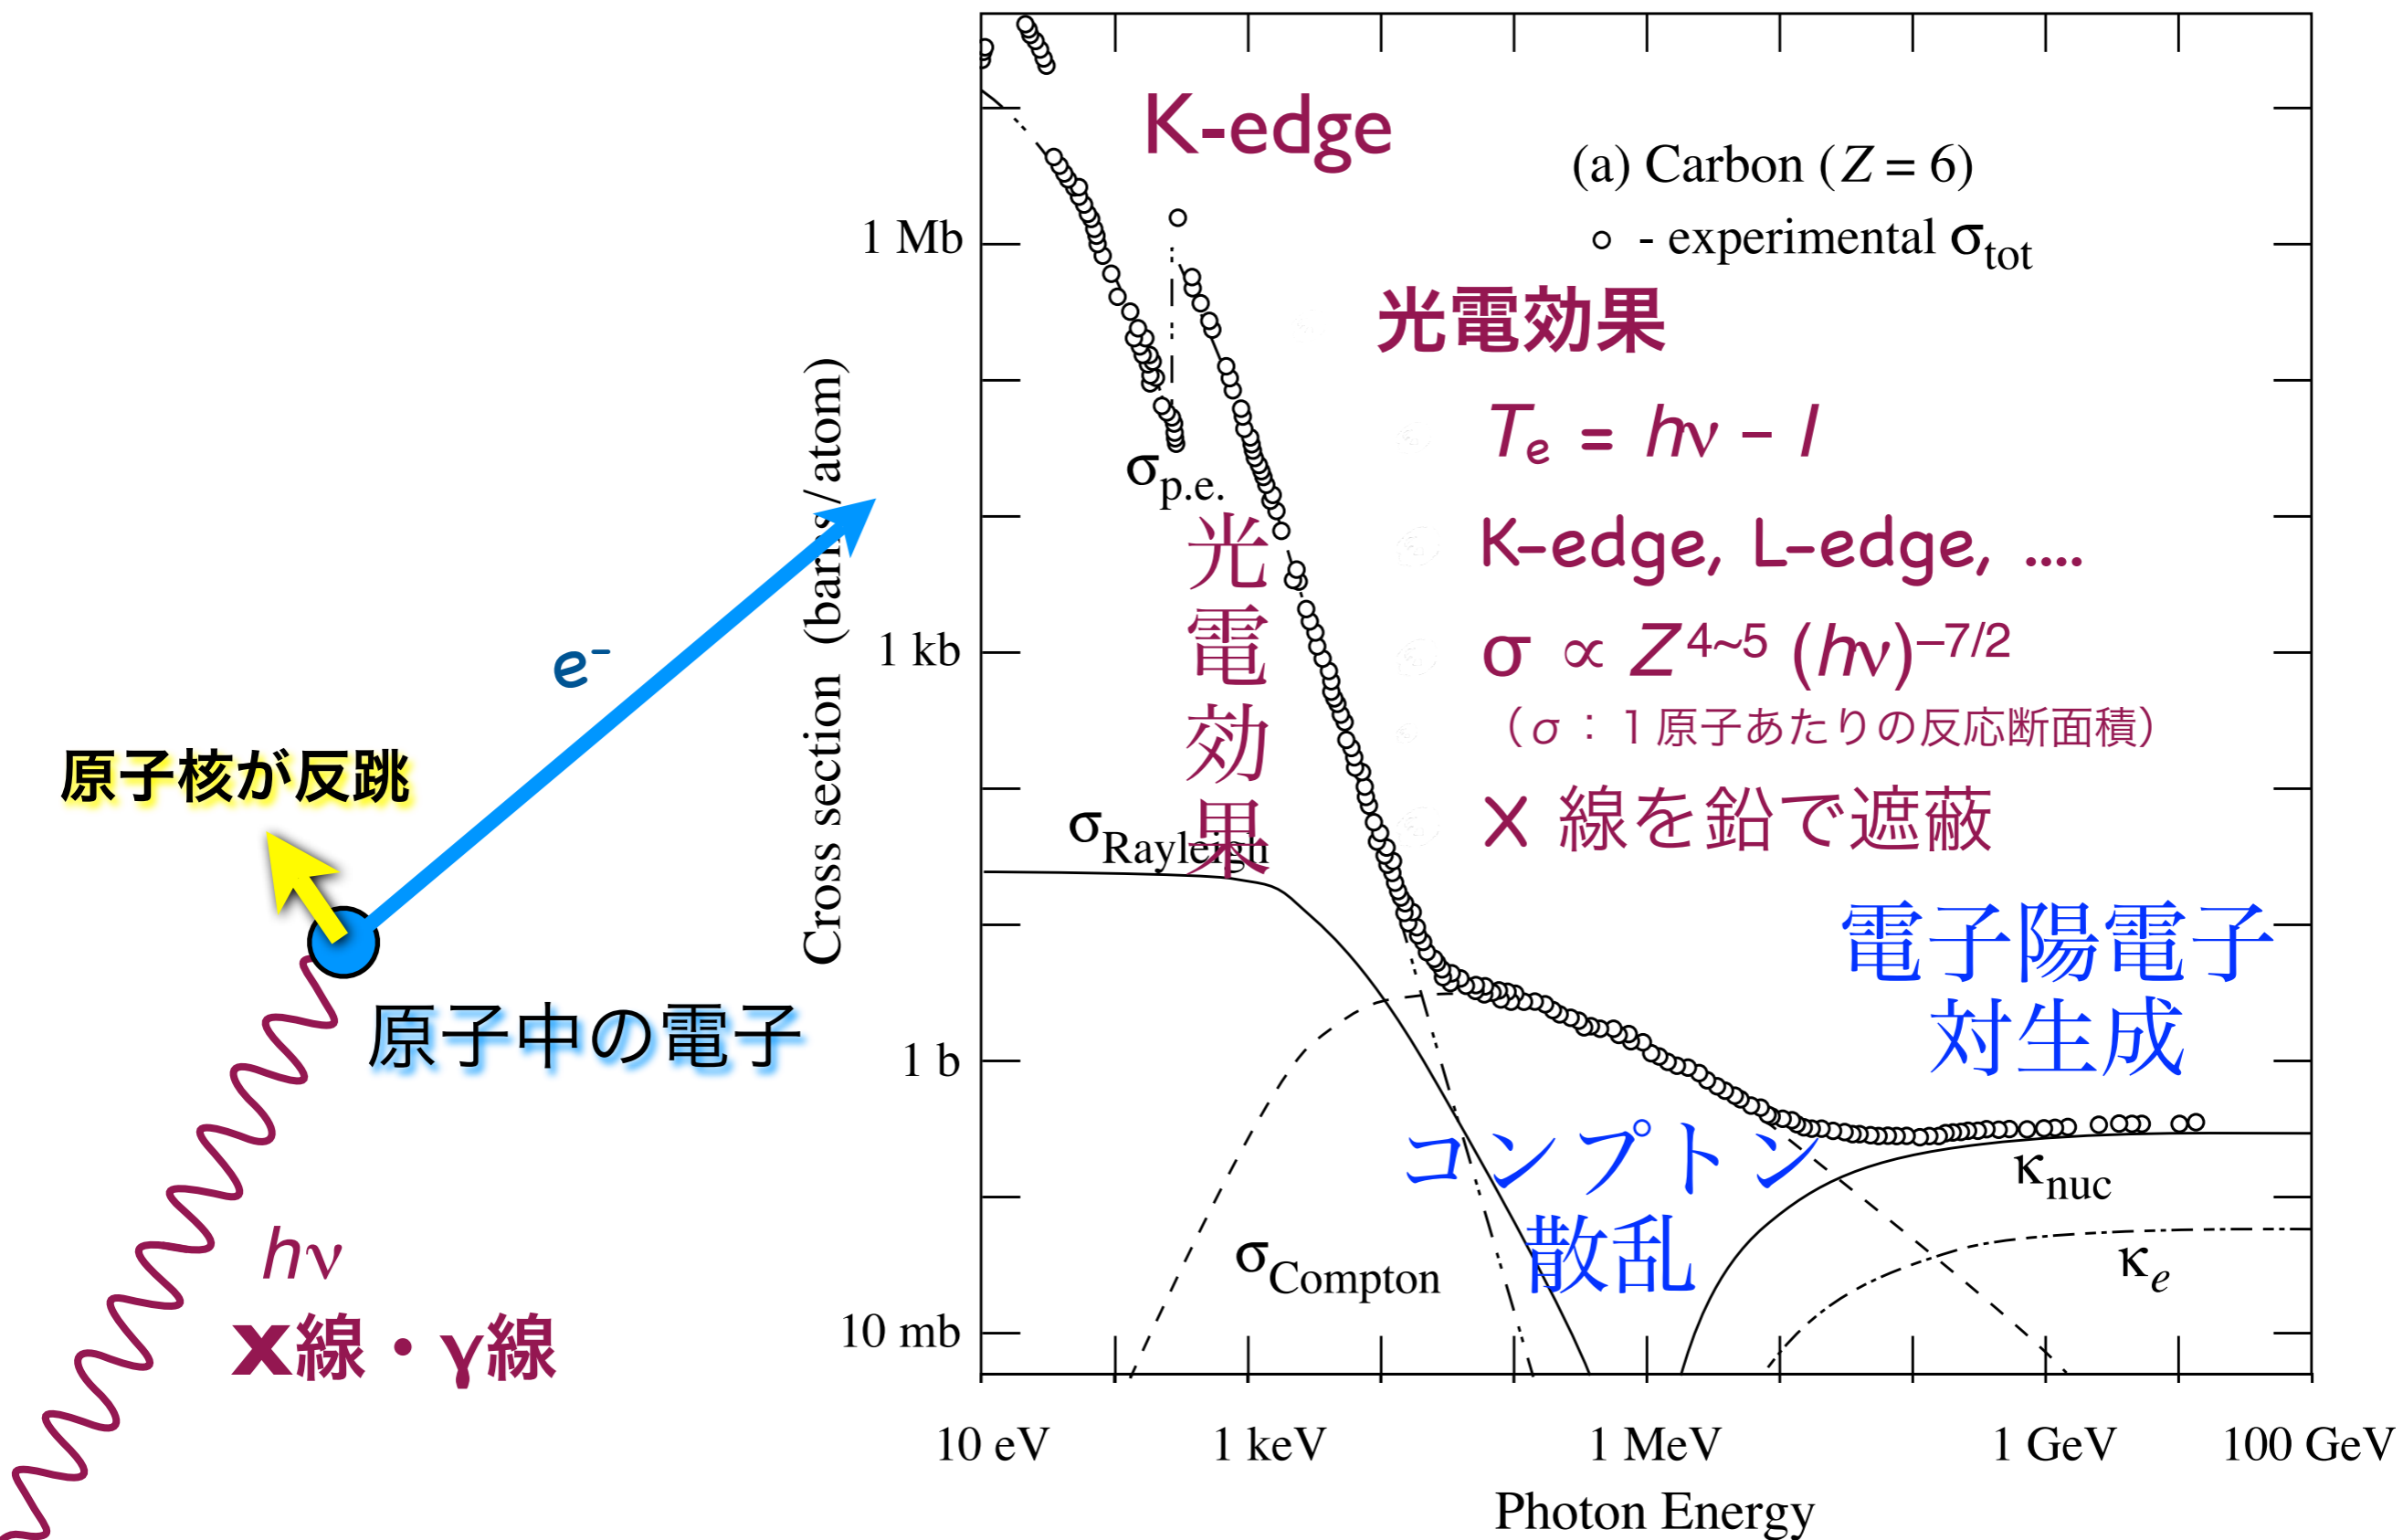 K-edge
(a) Carbon (Z = 6)
- experimental σtot
光電効果
Te = hν – I
K-edge, L-edge, ....
σ ∝ Z4~5 (hν)–7/2
（σ：1原子あたりの反応断面積）
X 線を鉛で遮蔽
1 Mb
1 kb
1 b
10 mb
Cross section (barns/atom)
σp.e.
光電効果
σRayleigh
σCompton
コンプトン
散乱
電子陽電子
対生成
κnuc
κe
10 eV
1 keV
1 MeV
1 GeV
100 GeV
Photon Energy
e–
原子核が反跳
原子中の電子
hν
X線・γ線